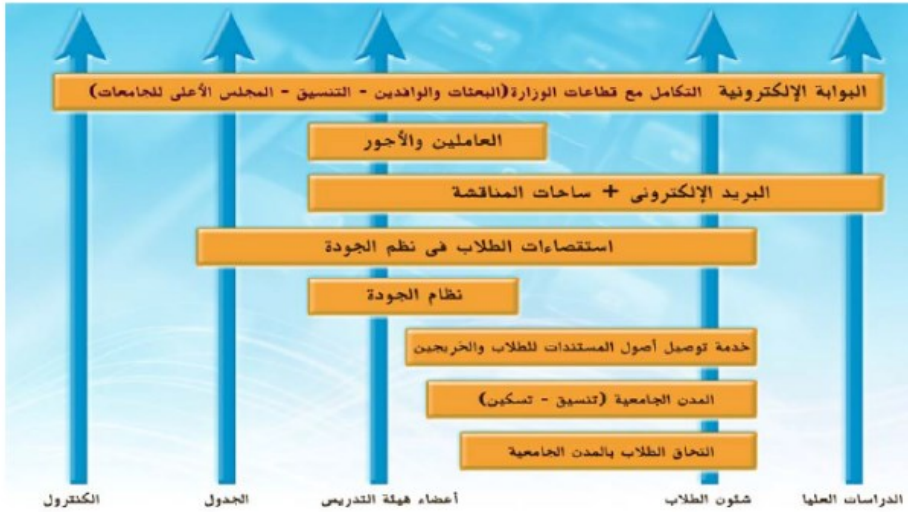 البوابة الإلكترونية التكامل مع قطاعات الوزارة (البعثات والوافدين - التنسيق - المجلس الأعلى للجامعات)
العاملين والأجور
البريد الإلكترونى + ساحات المناقشة
استقصاءات الطلاب فى نظم الجودة
نظام الجودة
خدمة توصيل أصول المستندات للطلاب والخريجين
المدن الجامعية (تنسيق - تسكين)
التحاق الطلاب بالمدن الجامعية
الدراسات العليا شئون الطلاب أعضاء هيئة التدريس الجدول الكنترول